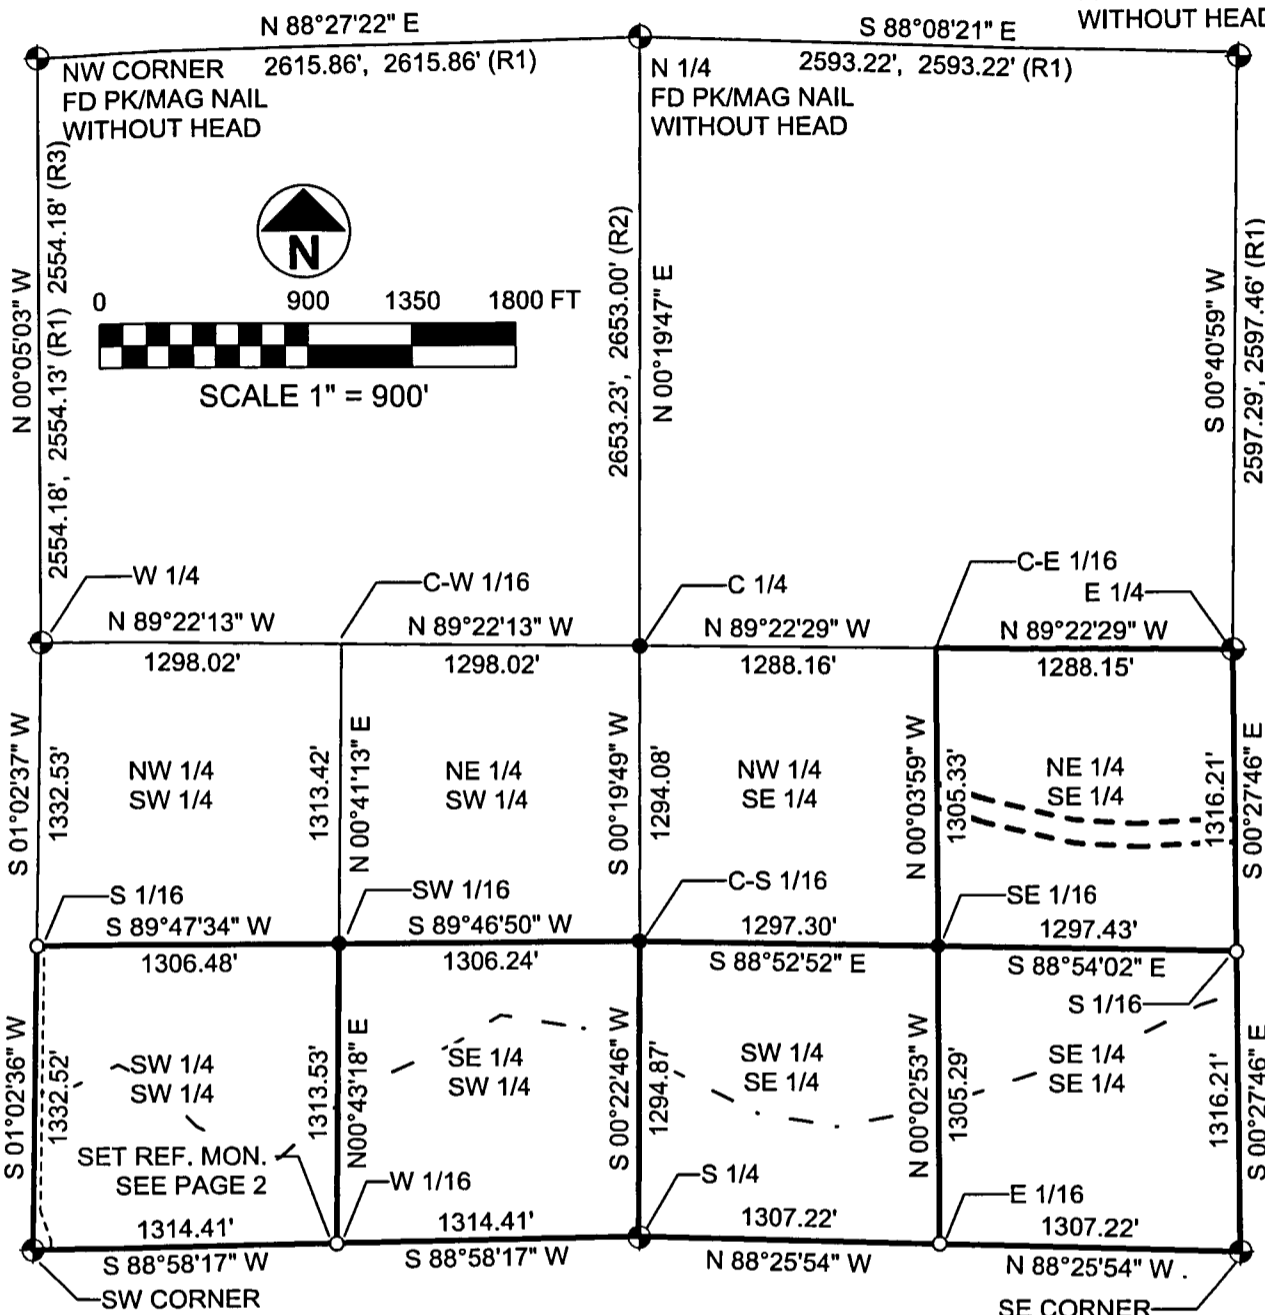 N 88°27'22" E
S 88°08'21" E
WITHOUT HEAD
NW CORNER
FD PK/MAG NAIL
WITHOUT HEAD
2615.86', 2615.86' (R1)
N 1/4
FD PK/MAG NAIL
WITHOUT HEAD
2593.22', 2593.22' (R1)
N 00°05'03" W
2554.18', 2554.13' (R1) 2554.18' (R3)
N
0 900 1350 1800 FT
SCALE 1" = 900'
2653.23', 2653.00' (R2)
N 00°19'47" E
S 00°40'59" W
2597.29', 2597.46' (R1)
W 1/4
C-W 1/16
C 1/4
C-E 1/16
E 1/4
N 89°22'13" W
N 89°22'13" W
N 89°22'29" W
N 89°22'29" W
1298.02'
1298.02'
1288.16'
1288.15'
S 01°02'37" W
1332.53'
NW 1/4
SW 1/4
1313.42'
N 00°41'13" E
NE 1/4
SW 1/4
S 00°19'49" W
1294.08'
NW 1/4
SE 1/4
N 00°03'59" W
1305.33'
NE 1/4
SE 1/4
1316.21'
S 00°27'46" E
S 1/16
SW 1/16
C-S 1/16
SE 1/16
S 89°47'34" W
S 89°46'50" W
1297.30'
1297.43'
1306.48'
1306.24'
S 88°52'52" E
S 88°54'02" E
S 1/16
S 01°02'36" W
1332.52'
SW 1/4
SW 1/4
1313.53'
N00°43'18" E
SE 1/4
SW 1/4
S 00°22'46" W
1294.87'
SW 1/4
SE 1/4
N 00°02'53" W
1305.29'
SE 1/4
SE 1/4
1316.21'
S 00°27'46" E
SET REF. MON.
SEE PAGE 2
W 1/16
S 1/4
E 1/16
1314.41'
1314.41'
1307.22'
1307.22'
S 88°58'17" W
S 88°58'17" W
N 88°25'54" W
N 88°25'54" W
SW CORNER
SE CORNER